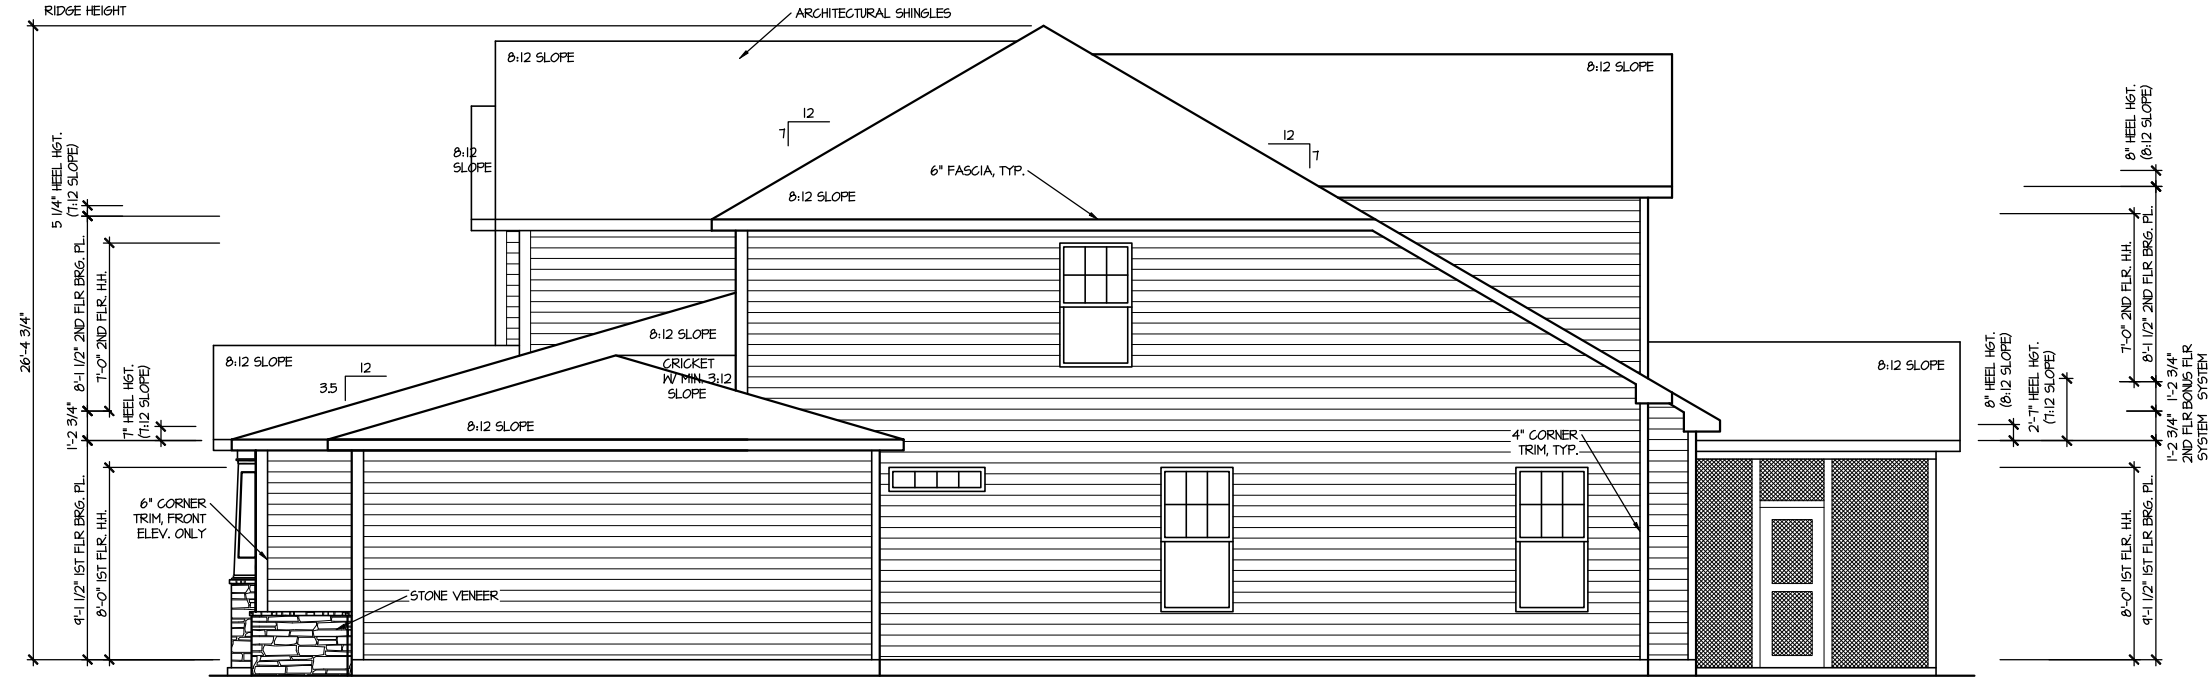 RIDGE HEIGHT
ARCHITECTURAL SHINGLES
8:12 SLOPE
8:12 SLOPE
12
7
12
7
8:12
SLOPE
6" FASCIA, TYP.
8:12 SLOPE
26'-4 3/4"
5 1/4" HEEL HGT.
(7:12 SLOPE)
8'-1 1/2" 2ND FLR BRG. PL.
7'-0" 2ND FLR. H.H.
1'-2 3/4"
7" HEEL HGT.
(7:12 SLOPE)
9'-1 1/2" 1ST FLR BRG. PL.
8'-0" 1ST FLR. H.H.
8:12 SLOPE
12
3.5
8:12 SLOPE
CRICKET
W/ MIN. 3:12
SLOPE
8:12 SLOPE
6" CORNER
TRIM, FRONT
ELEV. ONLY
STONE VENEER
4" CORNER
TRIM, TYP.
8:12 SLOPE
8" HEEL HGT.
(8:12 SLOPE)
2'-7" HEEL HGT.
(7:12 SLOPE)
8" HEEL HGT.
(8:12 SLOPE)
7'-0" 2ND FLR. H.H.
8'-1 1/2" 2ND FLR BRG. PL.
1'-2 3/4"
BONUS FLR
SYSTEM
1'-2 3/4"
2ND FLR
SYSTEM
8'-0" 1ST FLR. H.H.
9'-1 1/2" 1ST FLR BRG. PL.